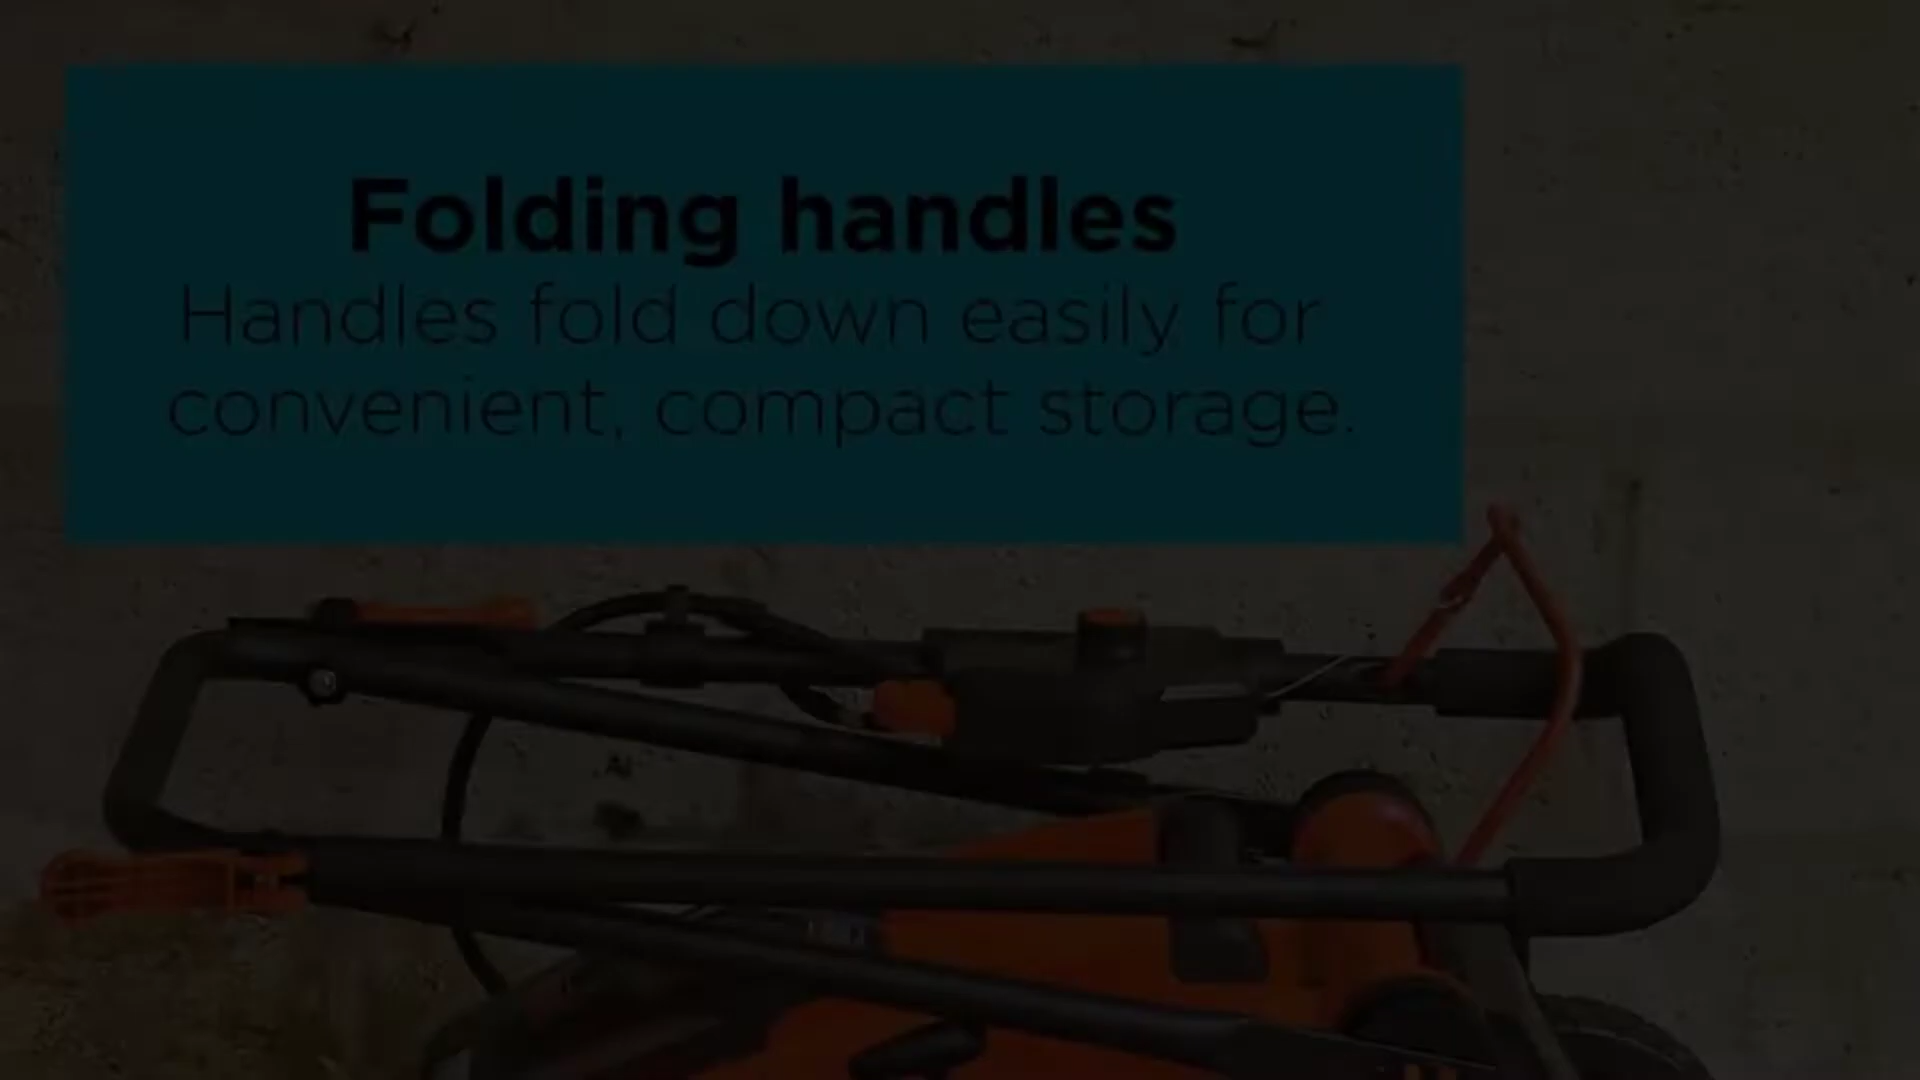 Folding handles
Handles fold down easily for
convenient, compact storage.